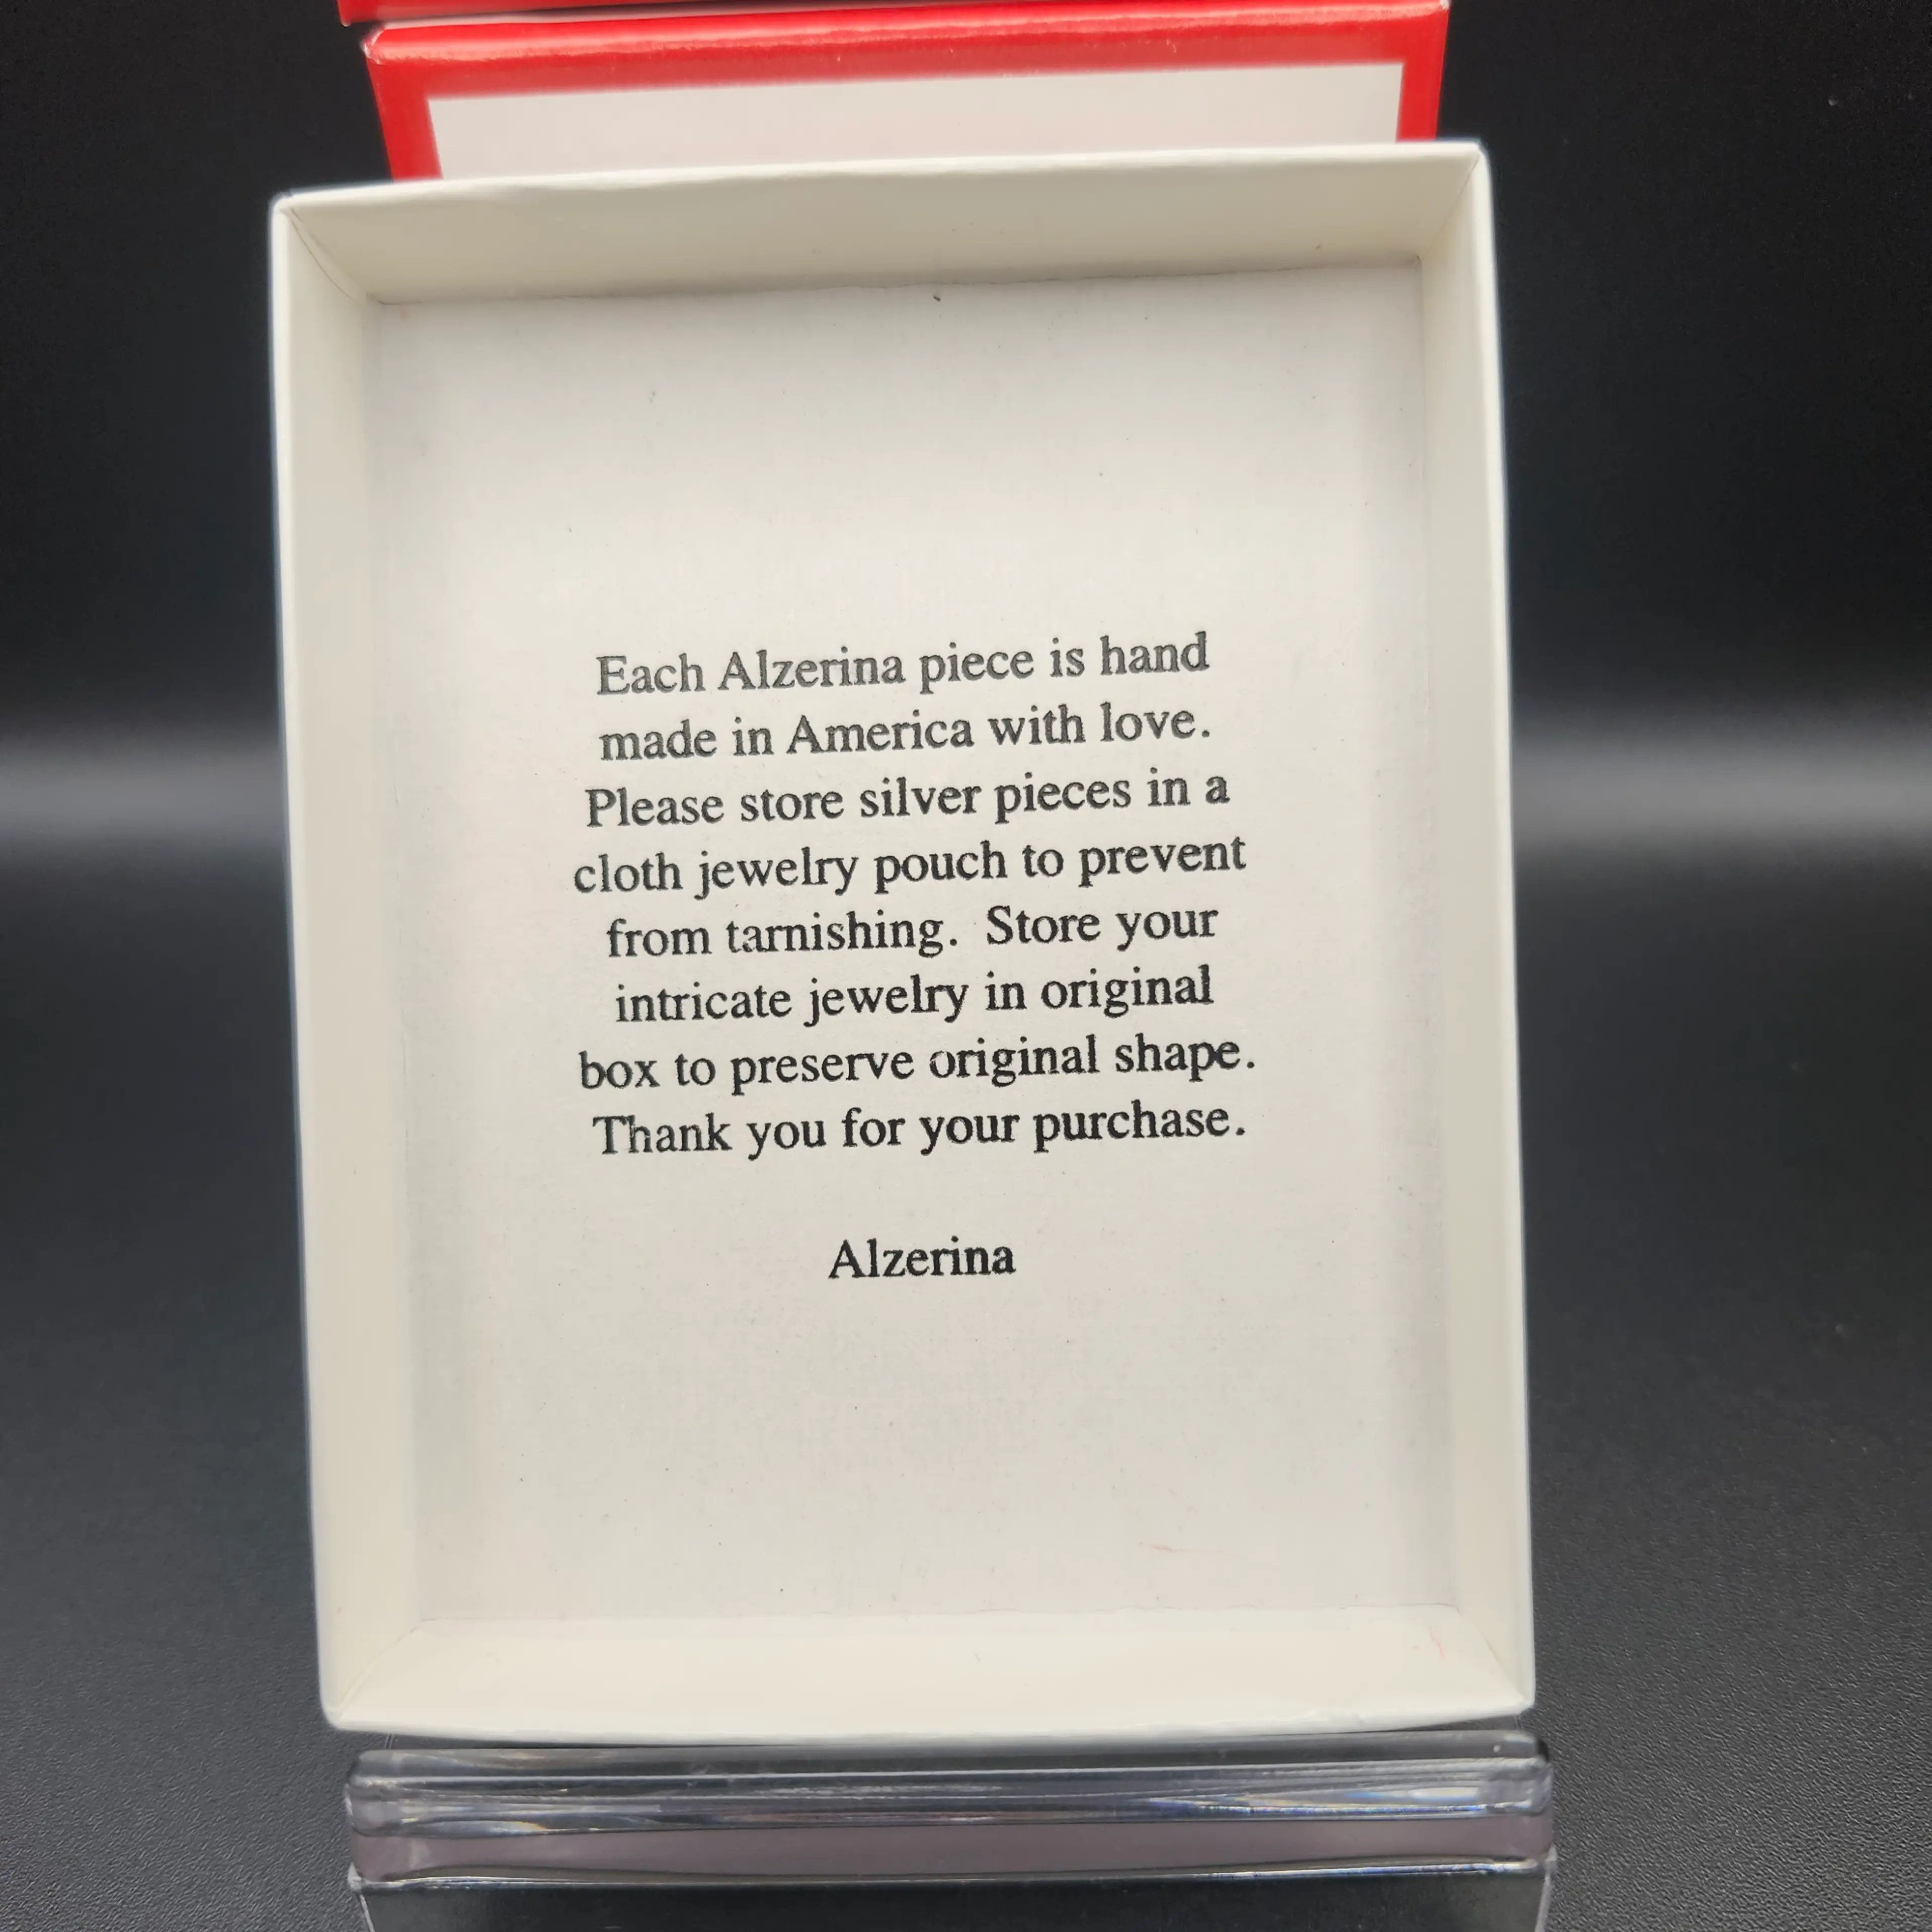 Each Alzerina piece is hand
made in America with love.
Please store silver pieces in a
cloth jewelry pouch to prevent
from tarnishing.  Store your
intricate jewelry in original
box to preserve original shape.
Thank you for your purchase.
Alzerina